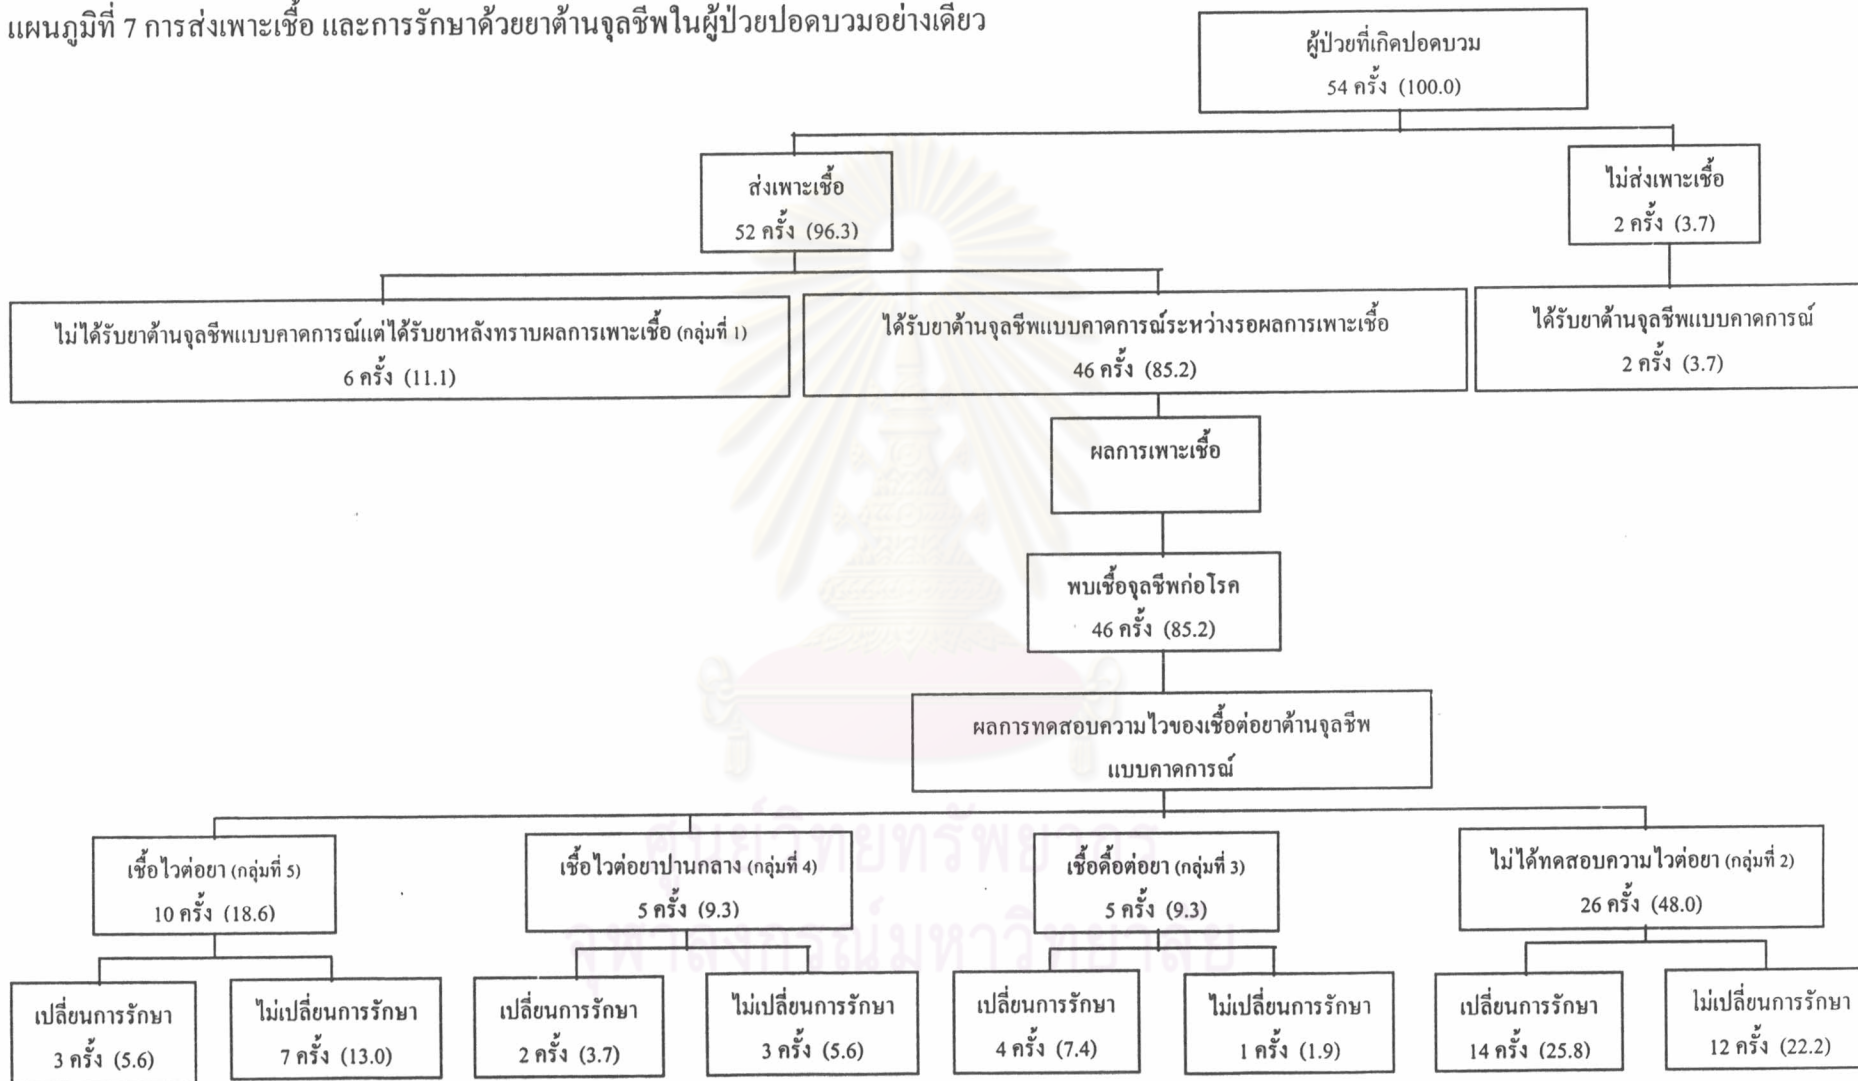 แผนภูมิที่ 7 การส่งเพาะเชื้อ และการรักษาด้วยยาต้านจุลชีพในผู้ป่วยปอดบวมอย่างเดียว
ผู้ป่วยที่เกิดปอดบวม
54 ครั้ง (100.0)
ส่งเพาะเชื้อ
52 ครั้ง (96.3)
ไม่ส่งเพาะเชื้อ
2 ครั้ง (3.7)
ไม่ได้รับยาต้านจุลชีพแบบคาดการณ์แต่ได้รับยาหลังทราบผลการเพาะเชื้อ (กลุ่มที่ 1)
6 ครั้ง (11.1)
ได้รับยาต้านจุลชีพแบบคาดการณ์ระหว่างรอผลการเพาะเชื้อ
46 ครั้ง (85.2)
ได้รับยาต้านจุลชีพแบบคาดการณ์
2 ครั้ง (3.7)
ผลการเพาะเชื้อ
พบเชื้อจุลชีพก่อโรค
46 ครั้ง (85.2)
ผลการทดสอบความไวของเชื้อต่อยาต้านจุลชีพ
แบบคาดการณ์
เชื้อไวต่อยา (กลุ่มที่ 5)
10 ครั้ง (18.6)
เชื้อไวต่อยาปานกลาง (กลุ่มที่ 4)
5 ครั้ง (9.3)
เชื้อดื้อต่อยา (กลุ่มที่ 3)
5 ครั้ง (9.3)
ไม่ได้ทดสอบความไวต่อยา (กลุ่มที่ 2)
26 ครั้ง (48.0)
เปลี่ยนการรักษา
3 ครั้ง (5.6)
ไม่เปลี่ยนการรักษา
7 ครั้ง (13.0)
เปลี่ยนการรักษา
2 ครั้ง (3.7)
ไม่เปลี่ยนการรักษา
3 ครั้ง (5.6)
เปลี่ยนการรักษา
4 ครั้ง (7.4)
ไม่เปลี่ยนการรักษา
1 ครั้ง (1.9)
เปลี่ยนการรักษา
14 ครั้ง (25.8)
ไม่เปลี่ยนการรักษา
12 ครั้ง (22.2)
ศูนย์วิทยทรัพยากร
จุฬาลงกรณ์มหาวิทยาลัย